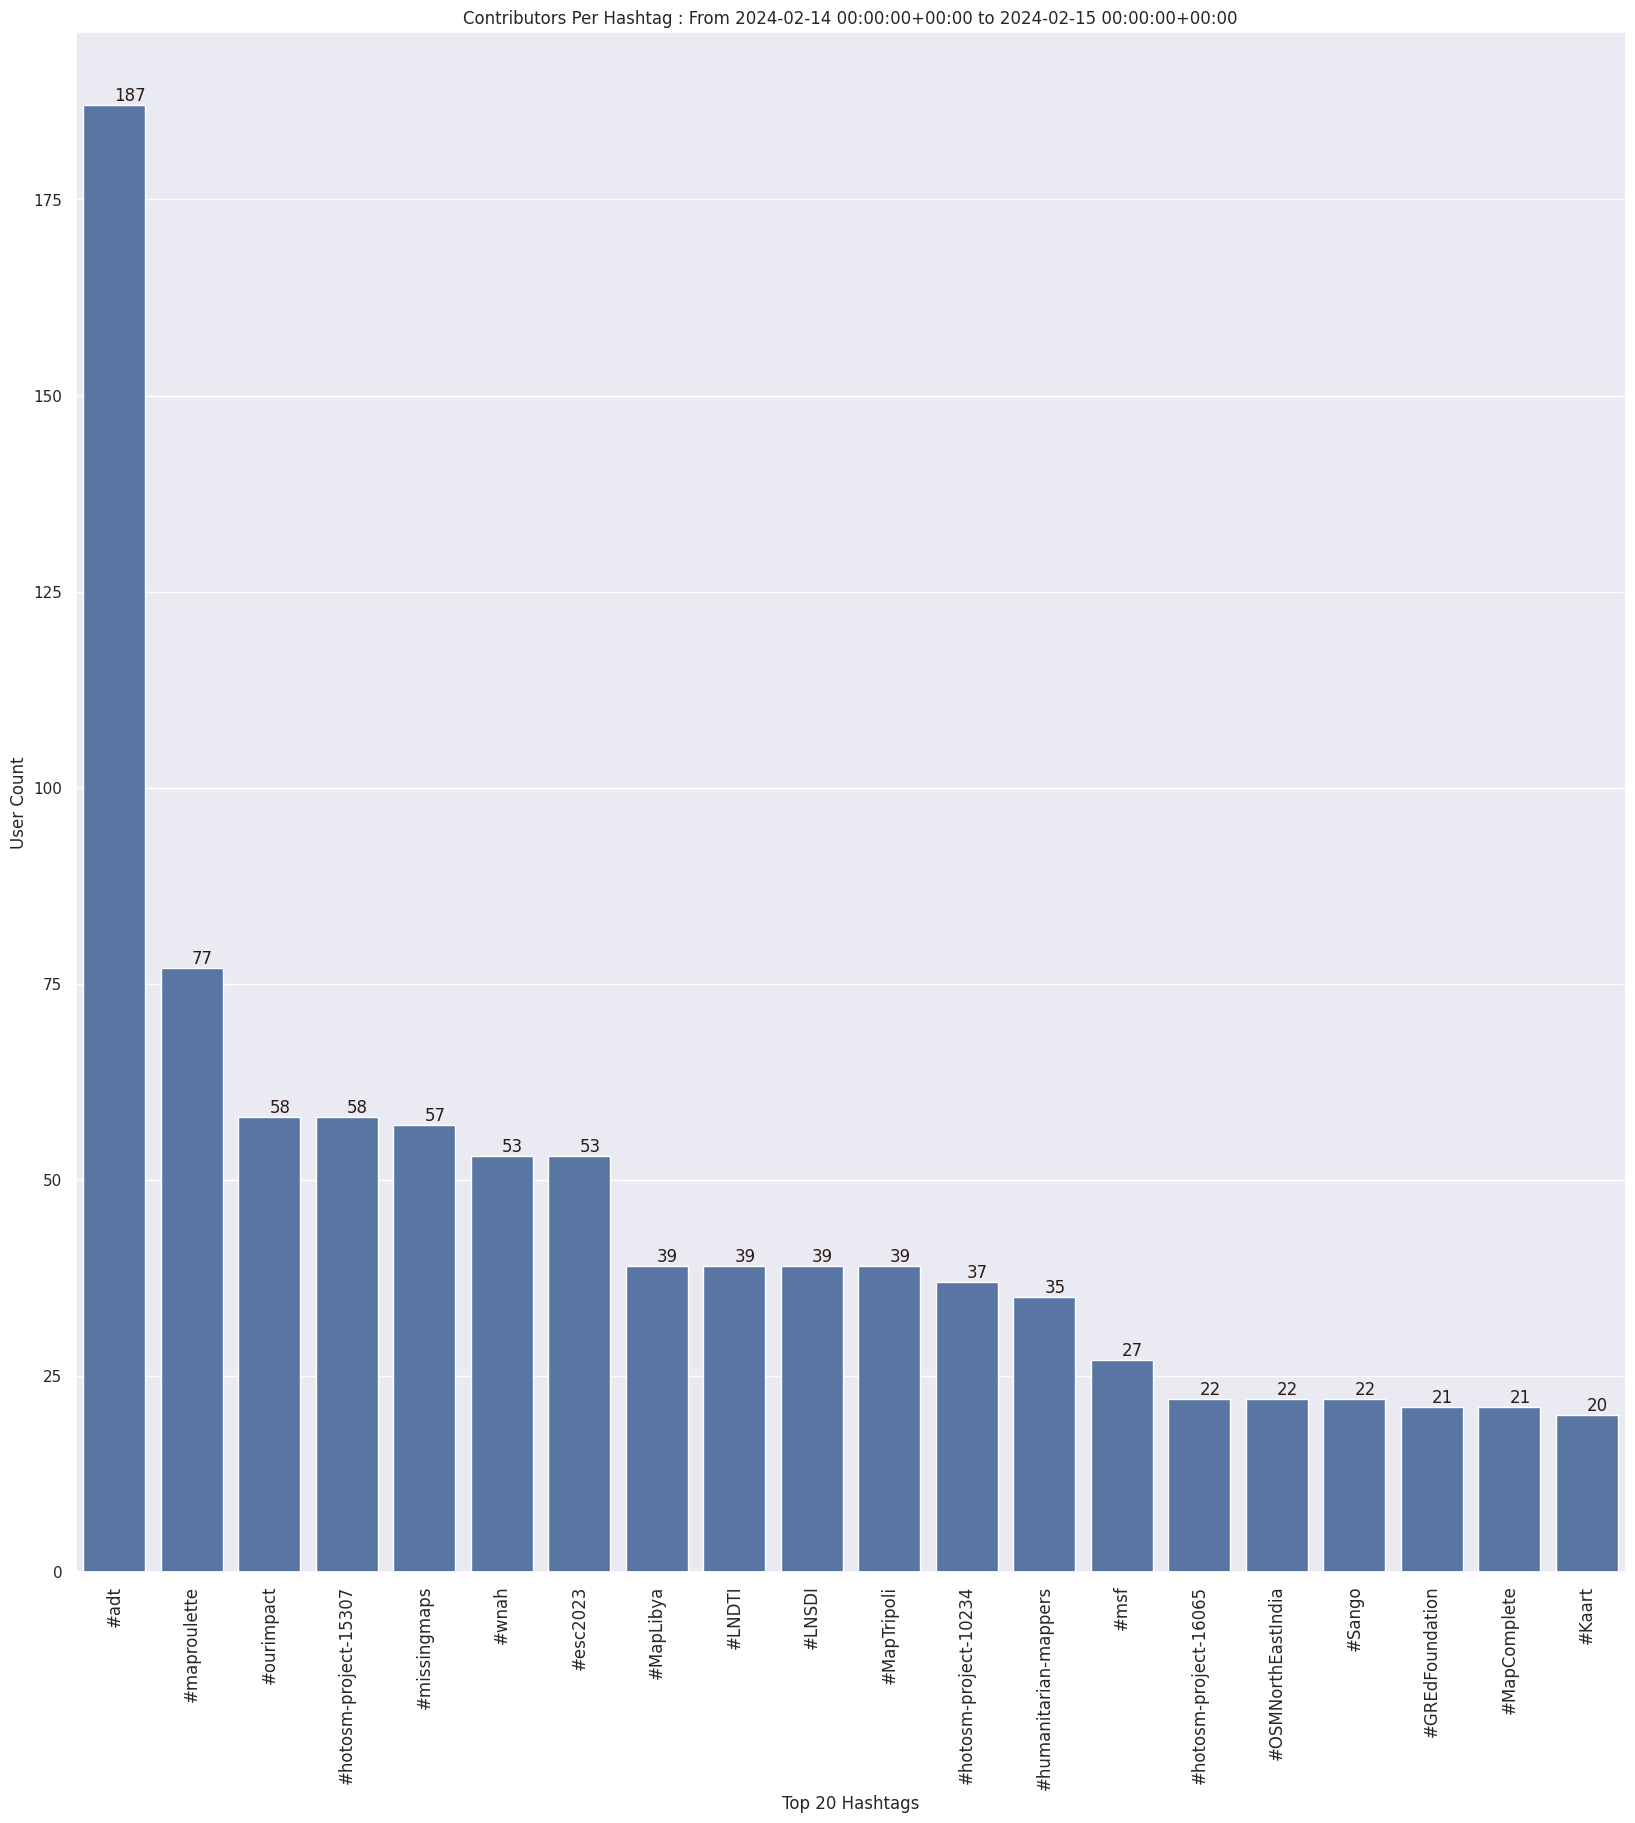 Contributors Per Hashtag : From 2024-02-14 00:00:00+00:00 to 2024-02-15 00:00:00+00:00
User Count
175
150
125
100
75
50
25
0
187
77
58
58
57
53
53
39
39
39
39
37
35
27
22
22
22
21
21
20
#adt
#maproulette
#ourimpact
#hotosm-project-15307
#missingmaps
#wnah
#esc2023
#MapLibya
#LNDTI
#LNSDI
#MapTripoli
#hotosm-project-10234
#humanitarian-mappers
#msf
#hotosm-project-16065
#OSMNorthEastIndia
#Sango
#GREdFoundation
#MapComplete
#Kaart
Top 20 Hashtags